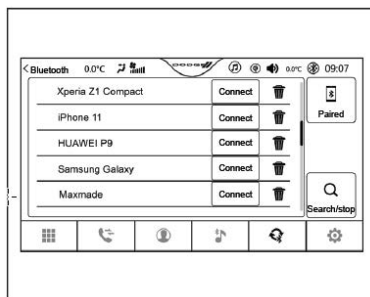 Bluetooth 0.0°C 0.0°C 09:07
Xperia Z1 Compact Connect
iPhone 11 Connect
Paired
HUAWEI P9 Connect
Samsung Galaxy Connect
Maxmade Connect
Search/stop